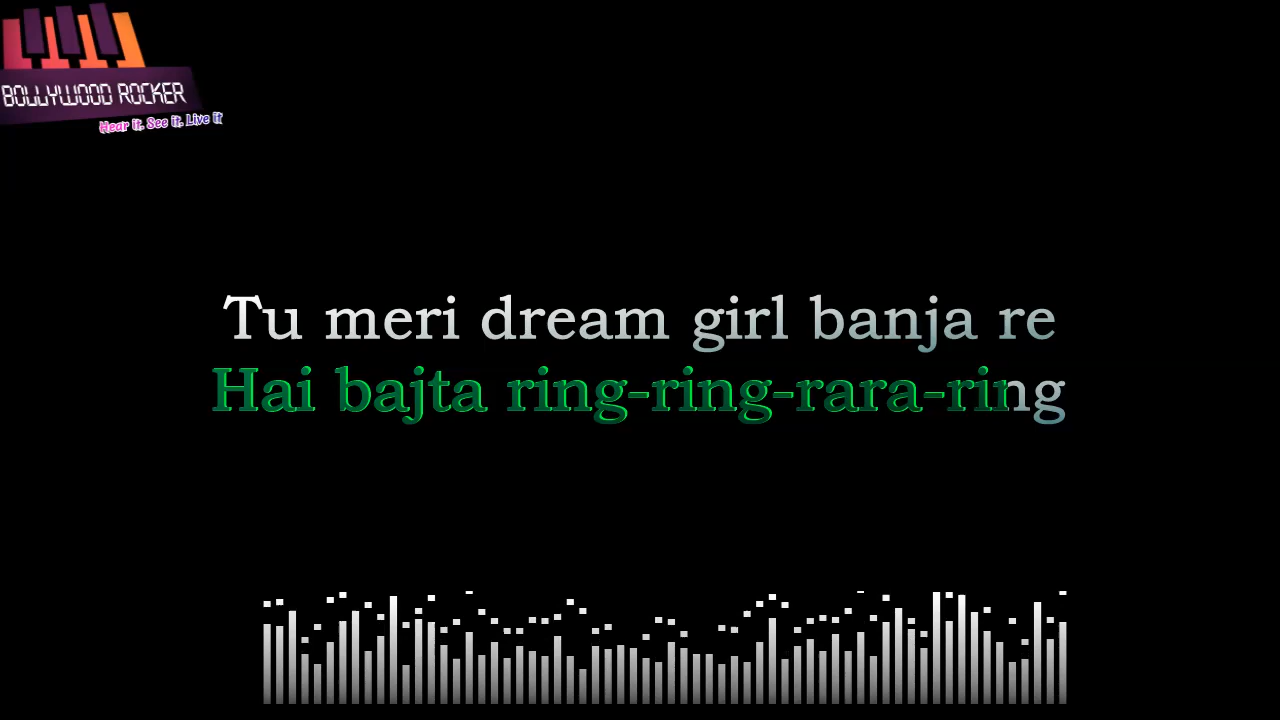 BOLLYWOOD ROCKER
Hear it. See it. Live it
Tu meri dream girl banja re
Hai bajta ring-ring-rara-ring